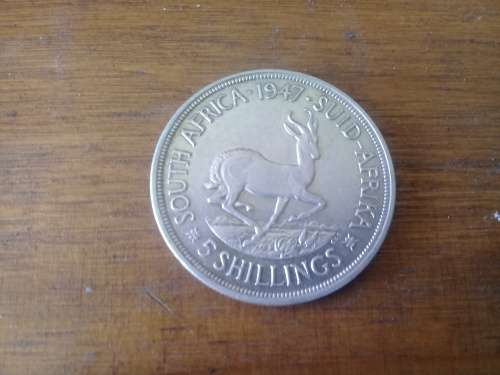 SOUTH AFRICA · 1947 · SUID-AFRIKA
5 SHILLINGS